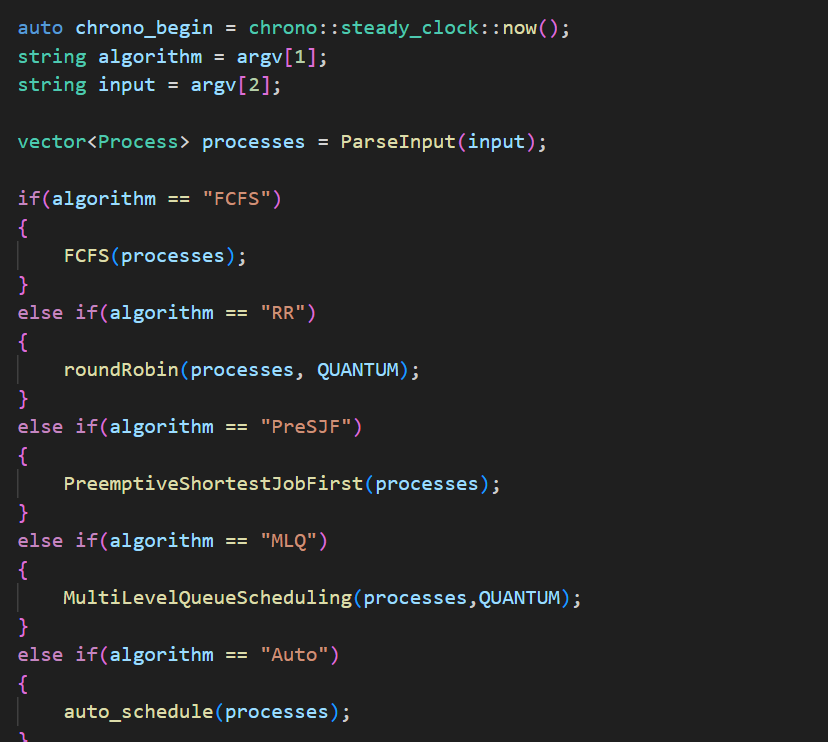 auto chrono_begin = chrono::steady_clock::now();
string algorithm = argv[1];
string input = argv[2];
vector<Process> processes = ParseInput(input);
if(algorithm == "FCFS")
{
FCFS(processes);
}
else if(algorithm == "RR")
{
roundRobin(processes, QUANTUM);
}
else if(algorithm == "PreSJF")
{
PreemptiveShortestJobFirst(processes);
}
else if(algorithm == "MLQ")
{
MultiLevelQueueScheduling(processes,QUANTUM);
}
else if(algorithm == "Auto")
{
auto_schedule(processes);
}